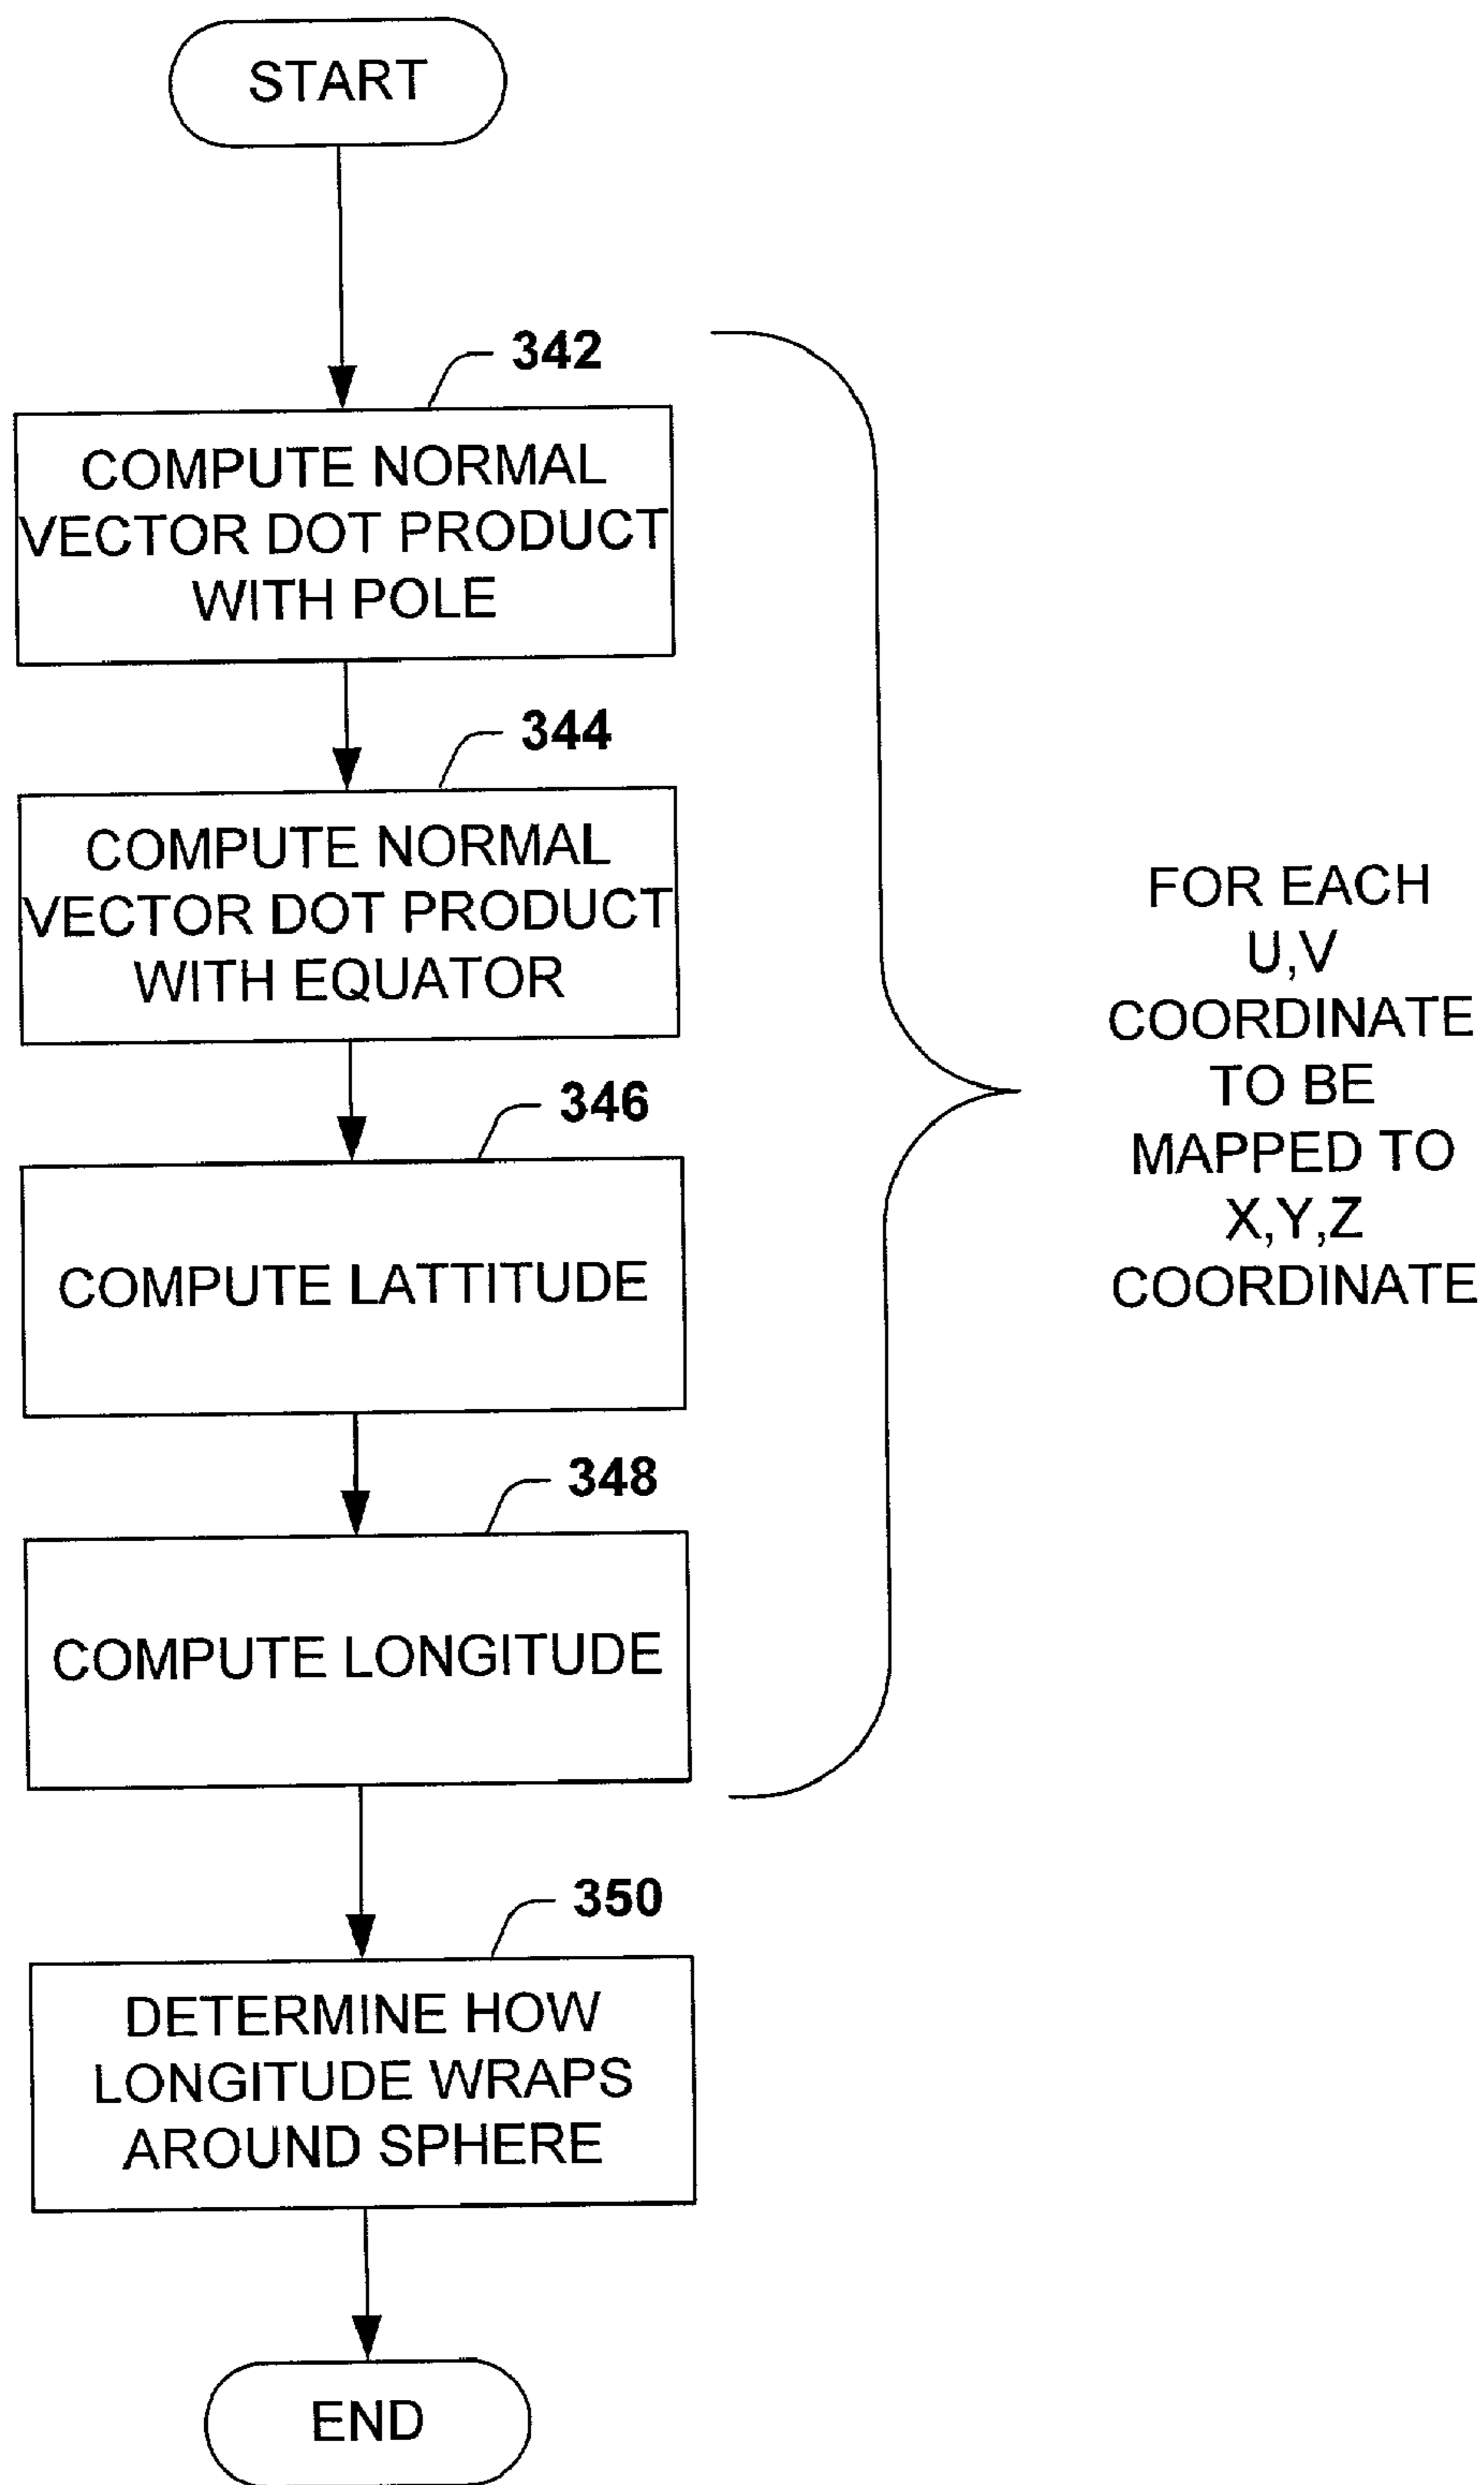 START
342
COMPUTE NORMAL
VECTOR DOT PRODUCT
WITH POLE
344
COMPUTE NORMAL
VECTOR DOT PRODUCT
WITH EQUATOR
346
COMPUTE LATTITUDE
348
COMPUTE LONGITUDE
FOR EACH
U,V
COORDINATE
TO BE
MAPPED TO
X,Y,Z
COORDINATE
350
DETERMINE HOW
LONGITUDE WRAPS
AROUND SPHERE
END